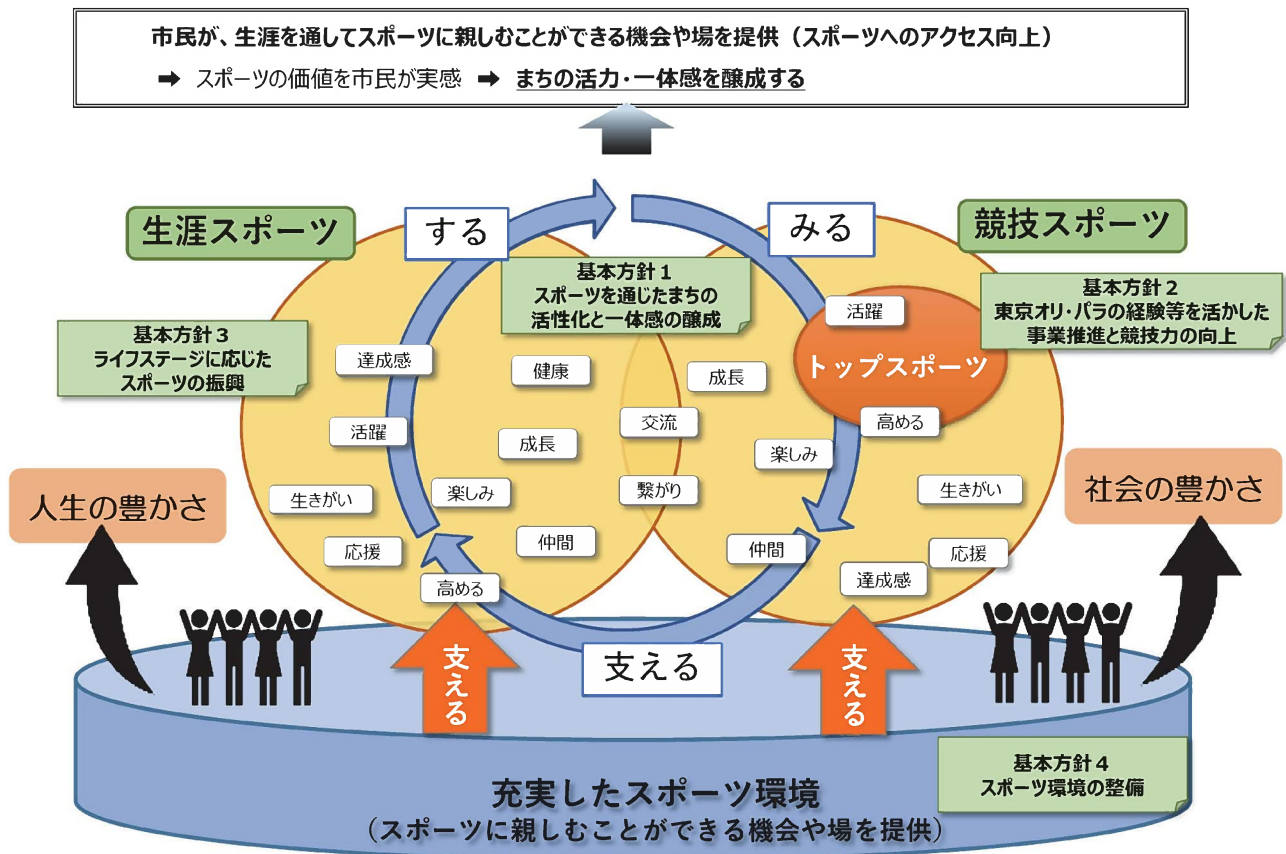 市民が、生涯を通してスポーツに親しむことができる機会や場を提供（スポーツへのアクセス向上）
➡ スポーツの価値を市民が実感 ➡ まちの活力・一体感を醸成する
生涯スポーツ
する
みる
競技スポーツ
基本方針１
スポーツを通じたまちの
活性化と一体感の醸成
基本方針２
東京オリ・パラの経験等を活かした
事業推進と競技力の向上
基本方針３
ライフステージに応じた
スポーツの振興
活躍
トップスポーツ
高める
達成感
健康
成長
活躍
成長
交流
楽しみ
生きがい
楽しみ
繋がり
生きがい
応援
仲間
仲間
応援
高める
達成感
人生の豊かさ
社会の豊かさ
支える
支える
支える
基本方針４
スポーツ環境の整備
充実したスポーツ環境
（スポーツに親しむことができる機会や場を提供）